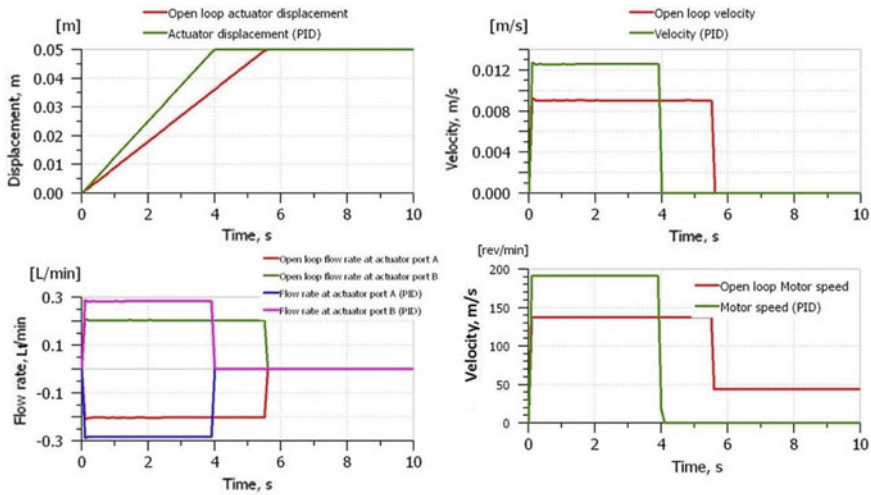 [m]
Open loop actuator displacement
Actuator displacement (PID)
0.05
0.04
0.03
0.02
0.01
0.00
Displacement, m
0 2 4 6 8 10
Time, s
[m/s]
Open loop velocity
Velocity (PID)
0.012
0.008
0.004
0.000
Velocity, m/s
0 2 4 6 8 10
Time, s
[L/min]
Open loop flow rate at actuator port A
Open loop flow rate at actuator port B
Flow rate at actuator port A (PID)
Flow rate at actuator port B (PID)
0.3
0.1
-0.1
-0.3
Flow rate, Lt/min
0 2 4 6 8 10
Time, s
[rev/min]
Open loop Motor speed
Motor speed (PID)
200
150
100
50
0
Velocity, m/s
0 2 4 6 8 10
Time, s